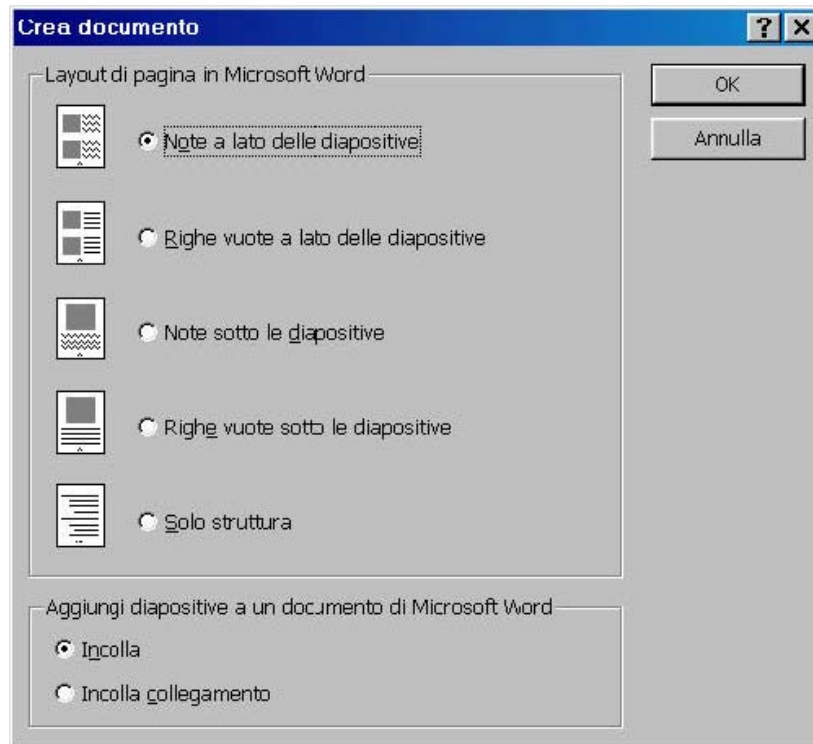 Crea documento
Layout di pagina in Microsoft Word
OK
Annulla
Note a lato delle diapositive
Righe vuote a lato delle diapositive
Note sotto le diapositive
Righe vuote sotto le diapositive
Solo struttura
Aggiungi diapositive a un documento di Microsoft Word
Incolla
Incolla collegamento